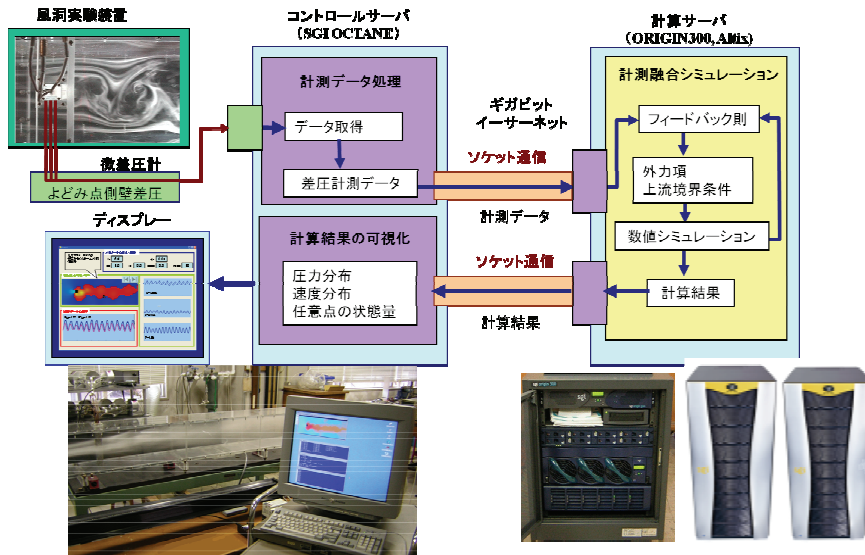 風洞実験装置
微差圧計
よどみ点側壁差圧
ディスプレー
コントロールサーバ
(SGI OCTANE)
計測データ処理
データ取得
差圧計測データ
計算結果の可視化
圧力分布
速度分布
任意点の状態量
ギガビット
イーサーネット
ソケット通信
計測データ
ソケット通信
計算結果
計算サーバ
(ORIGIN300, Altix)
計測融合シミュレーション
フィードバック則
外力項
上流境界条件
数値シミュレーション
計算結果
sgi